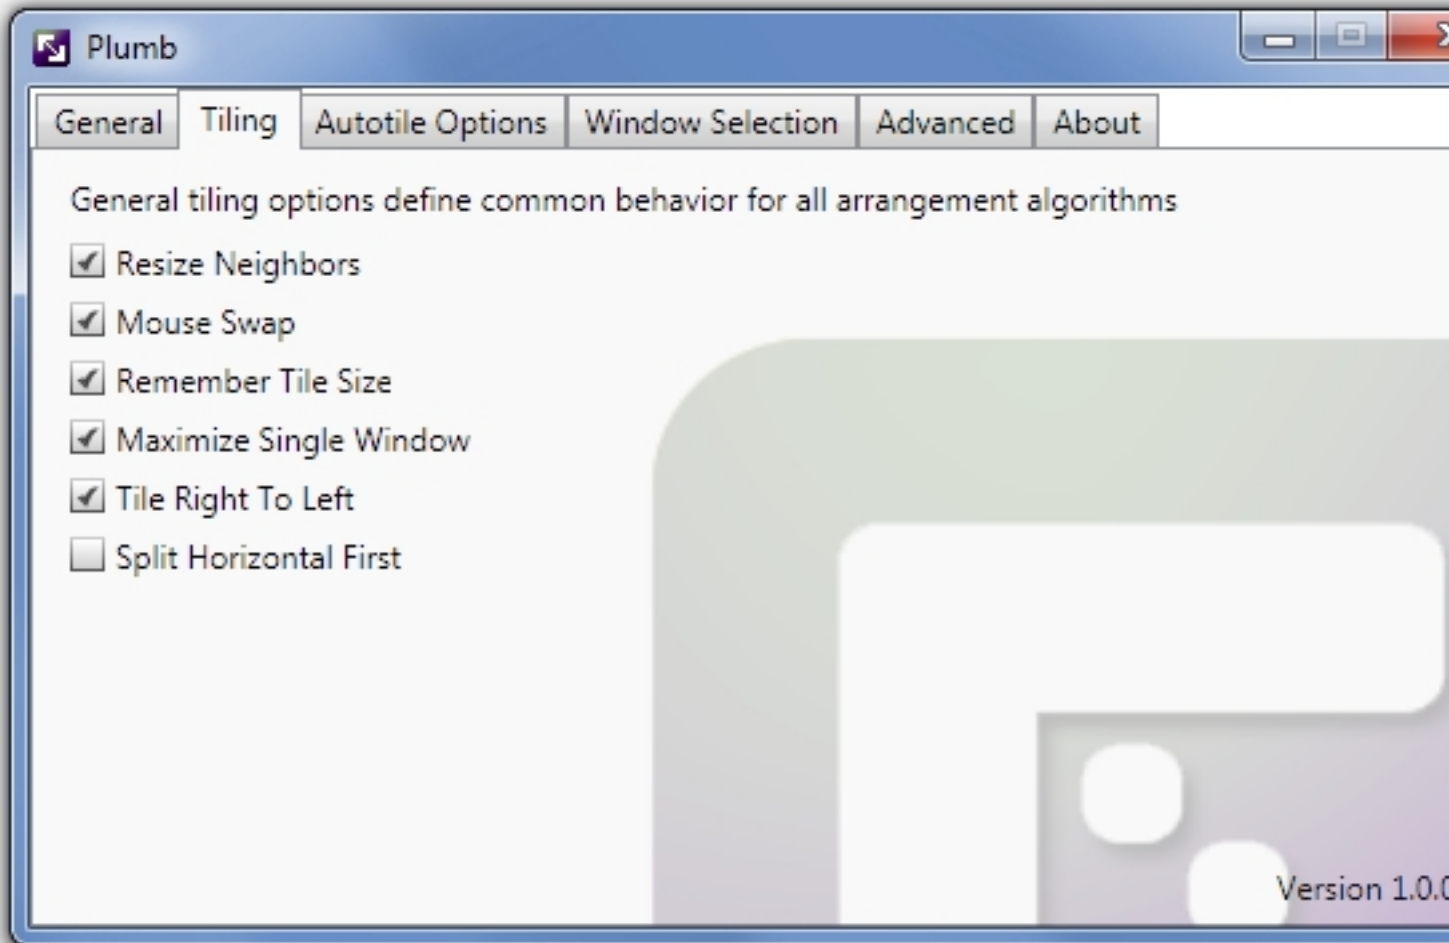 Plumb
General Tiling Autotile Options Window Selection Advanced About
General tiling options define common behavior for all arrangement algorithms
Resize Neighbors
Mouse Swap
Remember Tile Size
Maximize Single Window
Tile Right To Left
Split Horizontal First
Version 1.0.0